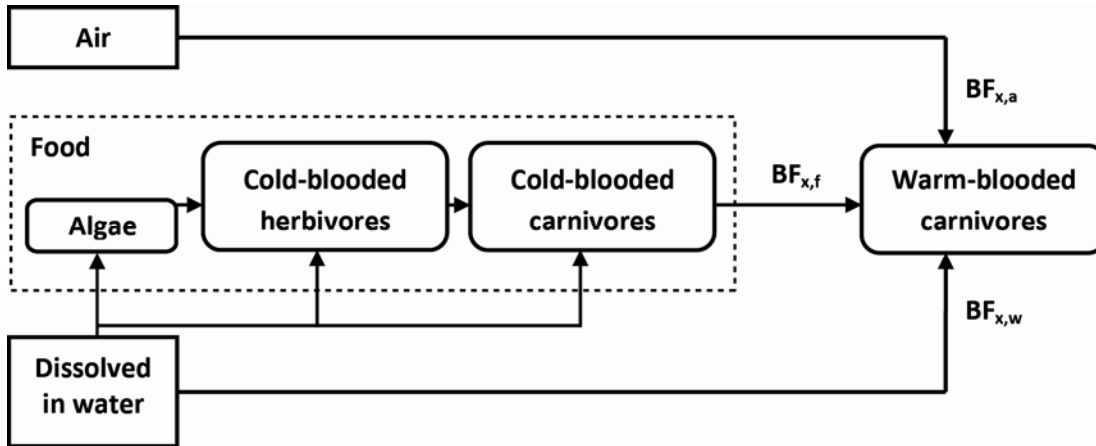 Air
BFx,a
Food
Cold-blooded
herbivores
Cold-blooded
carnivores
BFx,f
Warm-blooded
carnivores
Algae
BFx,w
Dissolved
in water